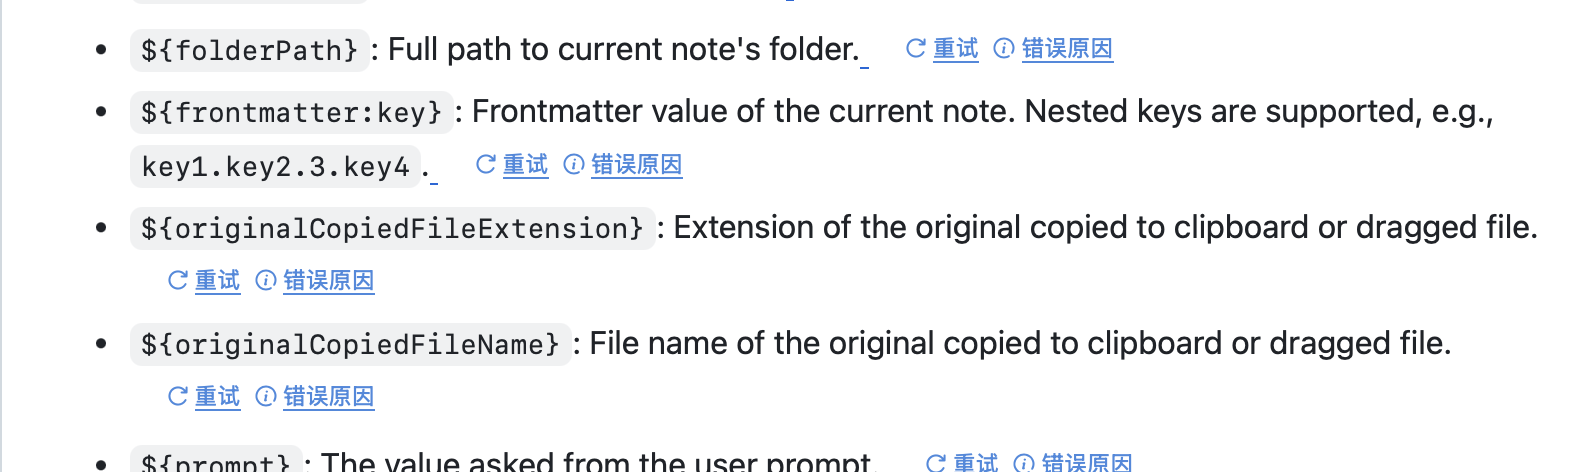 ${folderPath}: Full path to current note's folder. 重试 错误原因
${frontmatter:key}: Frontmatter value of the current note. Nested keys are supported, e.g.,
key1.key2.3.key4. 重试 错误原因
${originalCopiedFileExtension}: Extension of the original copied to clipboard or dragged file.
重试 错误原因
${originalCopiedFileName}: File name of the original copied to clipboard or dragged file.
重试 错误原因
${prompt}: The value asked from the user prompt. 重试 错误原因